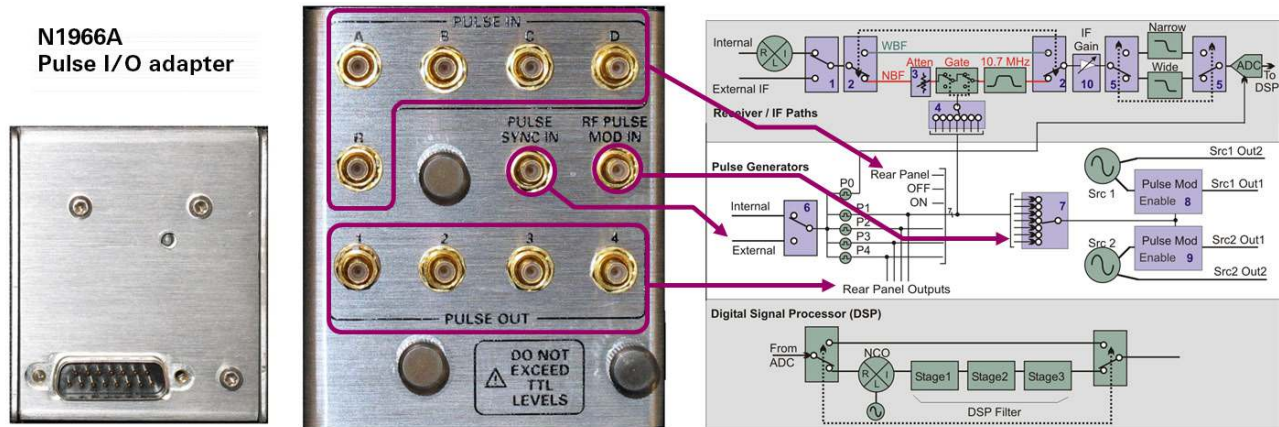 N1966A
Pulse I/O adapter
PULSE IN
A
B
C
D
R
PULSE
SYNC IN
RF PULSE
MOD IN
1
2
3
4
PULSE OUT
DO NOT
EXCEED
TTL
LEVELS
Internal
R
I
L
External IF
1
2
WBF
NBF
Atten
3
Gate
10.7 MHz
4
2
IF
Gain
10
5
Narrow
Wide
5
ADC
To
DSP
Receiver / IF Paths
Pulse Generators
Internal
External
6
P0
P1
P2
P3
P4
Rear Panel
OFF
ON
7
7
Rear Panel Outputs
Src 1
Src1 Out2
Src1 Out1
Pulse Mod
Enable 8
Src 2
Pulse Mod
Enable 9
Src2 Out1
Src2 Out2
Digital Signal Processor (DSP)
From
ADC
NCO
R
I
L
Stage1
Stage2
Stage3
DSP Filter